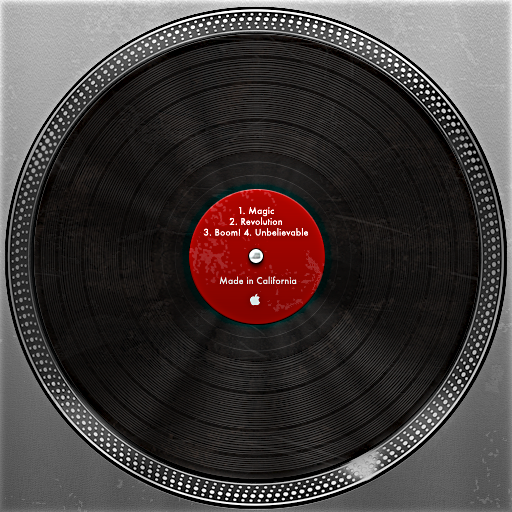 1. Magic
2. Revolution
3. Boom! 4. Unbelievable
Made in California